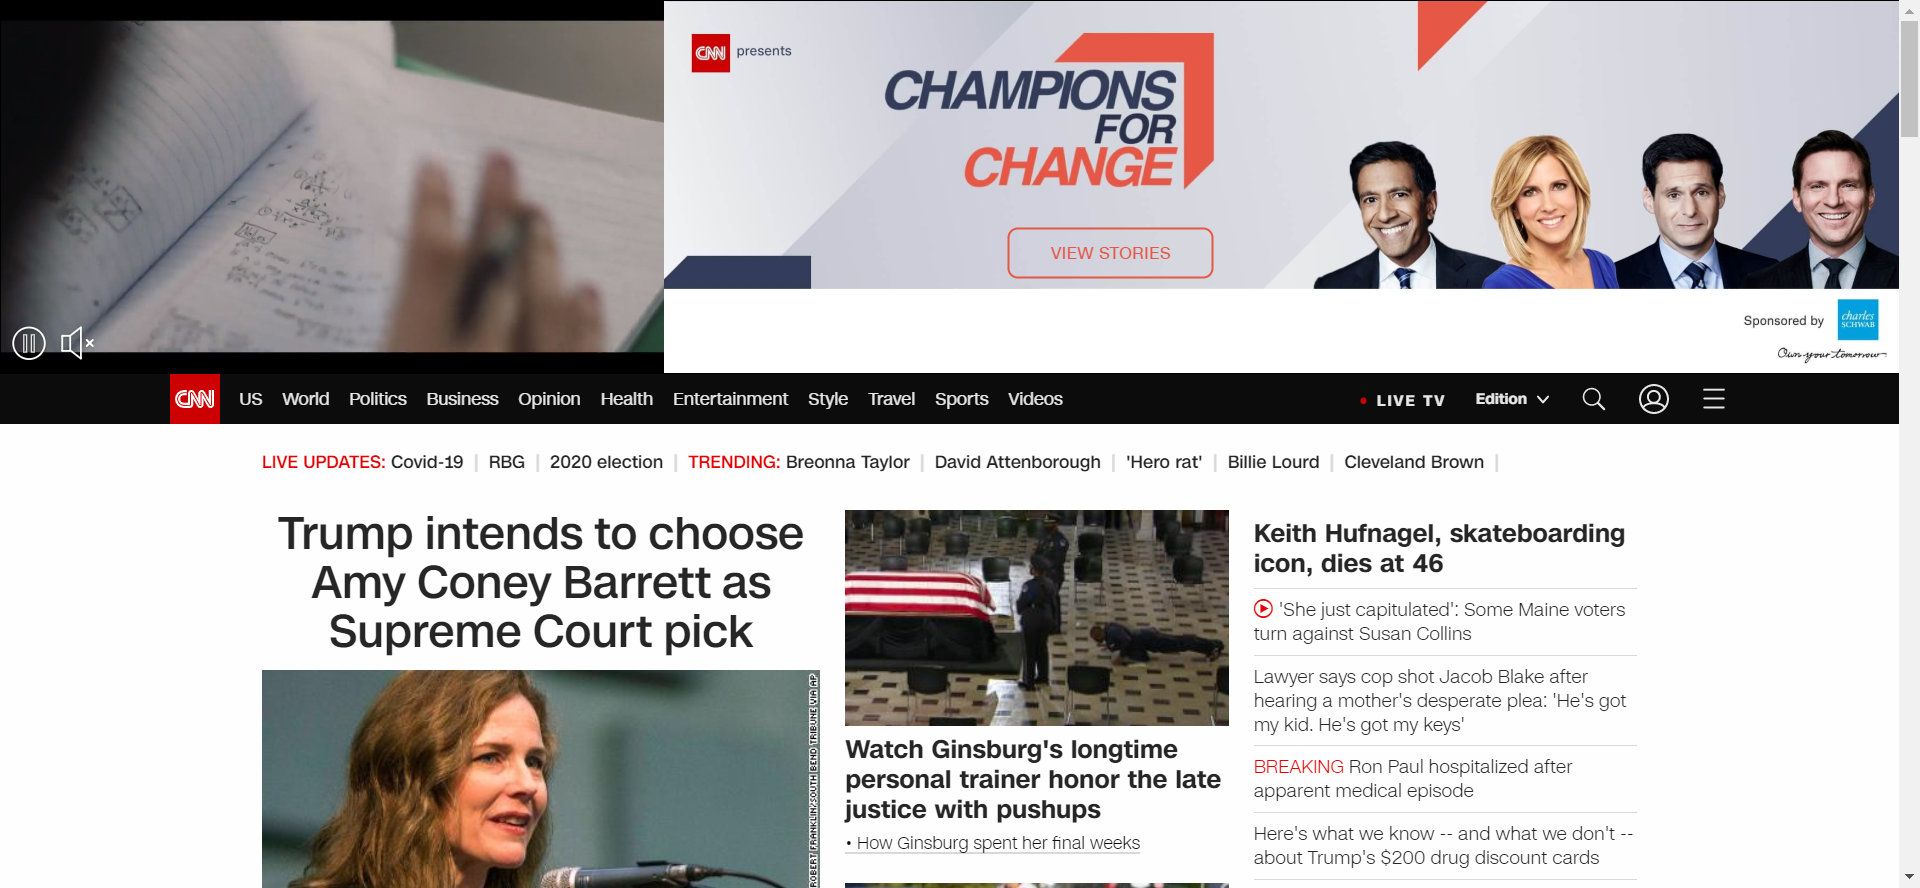 CNN presents
CHAMPIONS
FOR
CHANGE
VIEW STORIES
Sponsored by
charles
SCHWAB
Own your tomorrow
CNN US World Politics Business Opinion Health Entertainment Style Travel Sports Videos
LIVE TV Edition
LIVE UPDATES: Covid-19 | RBG | 2020 election | TRENDING: Breonna Taylor | David Attenborough | 'Hero rat' | Billie Lourd | Cleveland Brown |
Trump intends to choose
Amy Coney Barrett as
Supreme Court pick
ROBERT FRANKLIN/SOUTH BEND TRIBUNE VIA AP
Watch Ginsburg's longtime
personal trainer honor the late
justice with pushups
• How Ginsburg spent her final weeks
Keith Hufnagel, skateboarding
icon, dies at 46
'She just capitulated': Some Maine voters
turn against Susan Collins
Lawyer says cop shot Jacob Blake after
hearing a mother's desperate plea: 'He's got
my kid. He's got my keys'
BREAKING Ron Paul hospitalized after
apparent medical episode
Here's what we know -- and what we don't --
about Trump's $200 drug discount cards